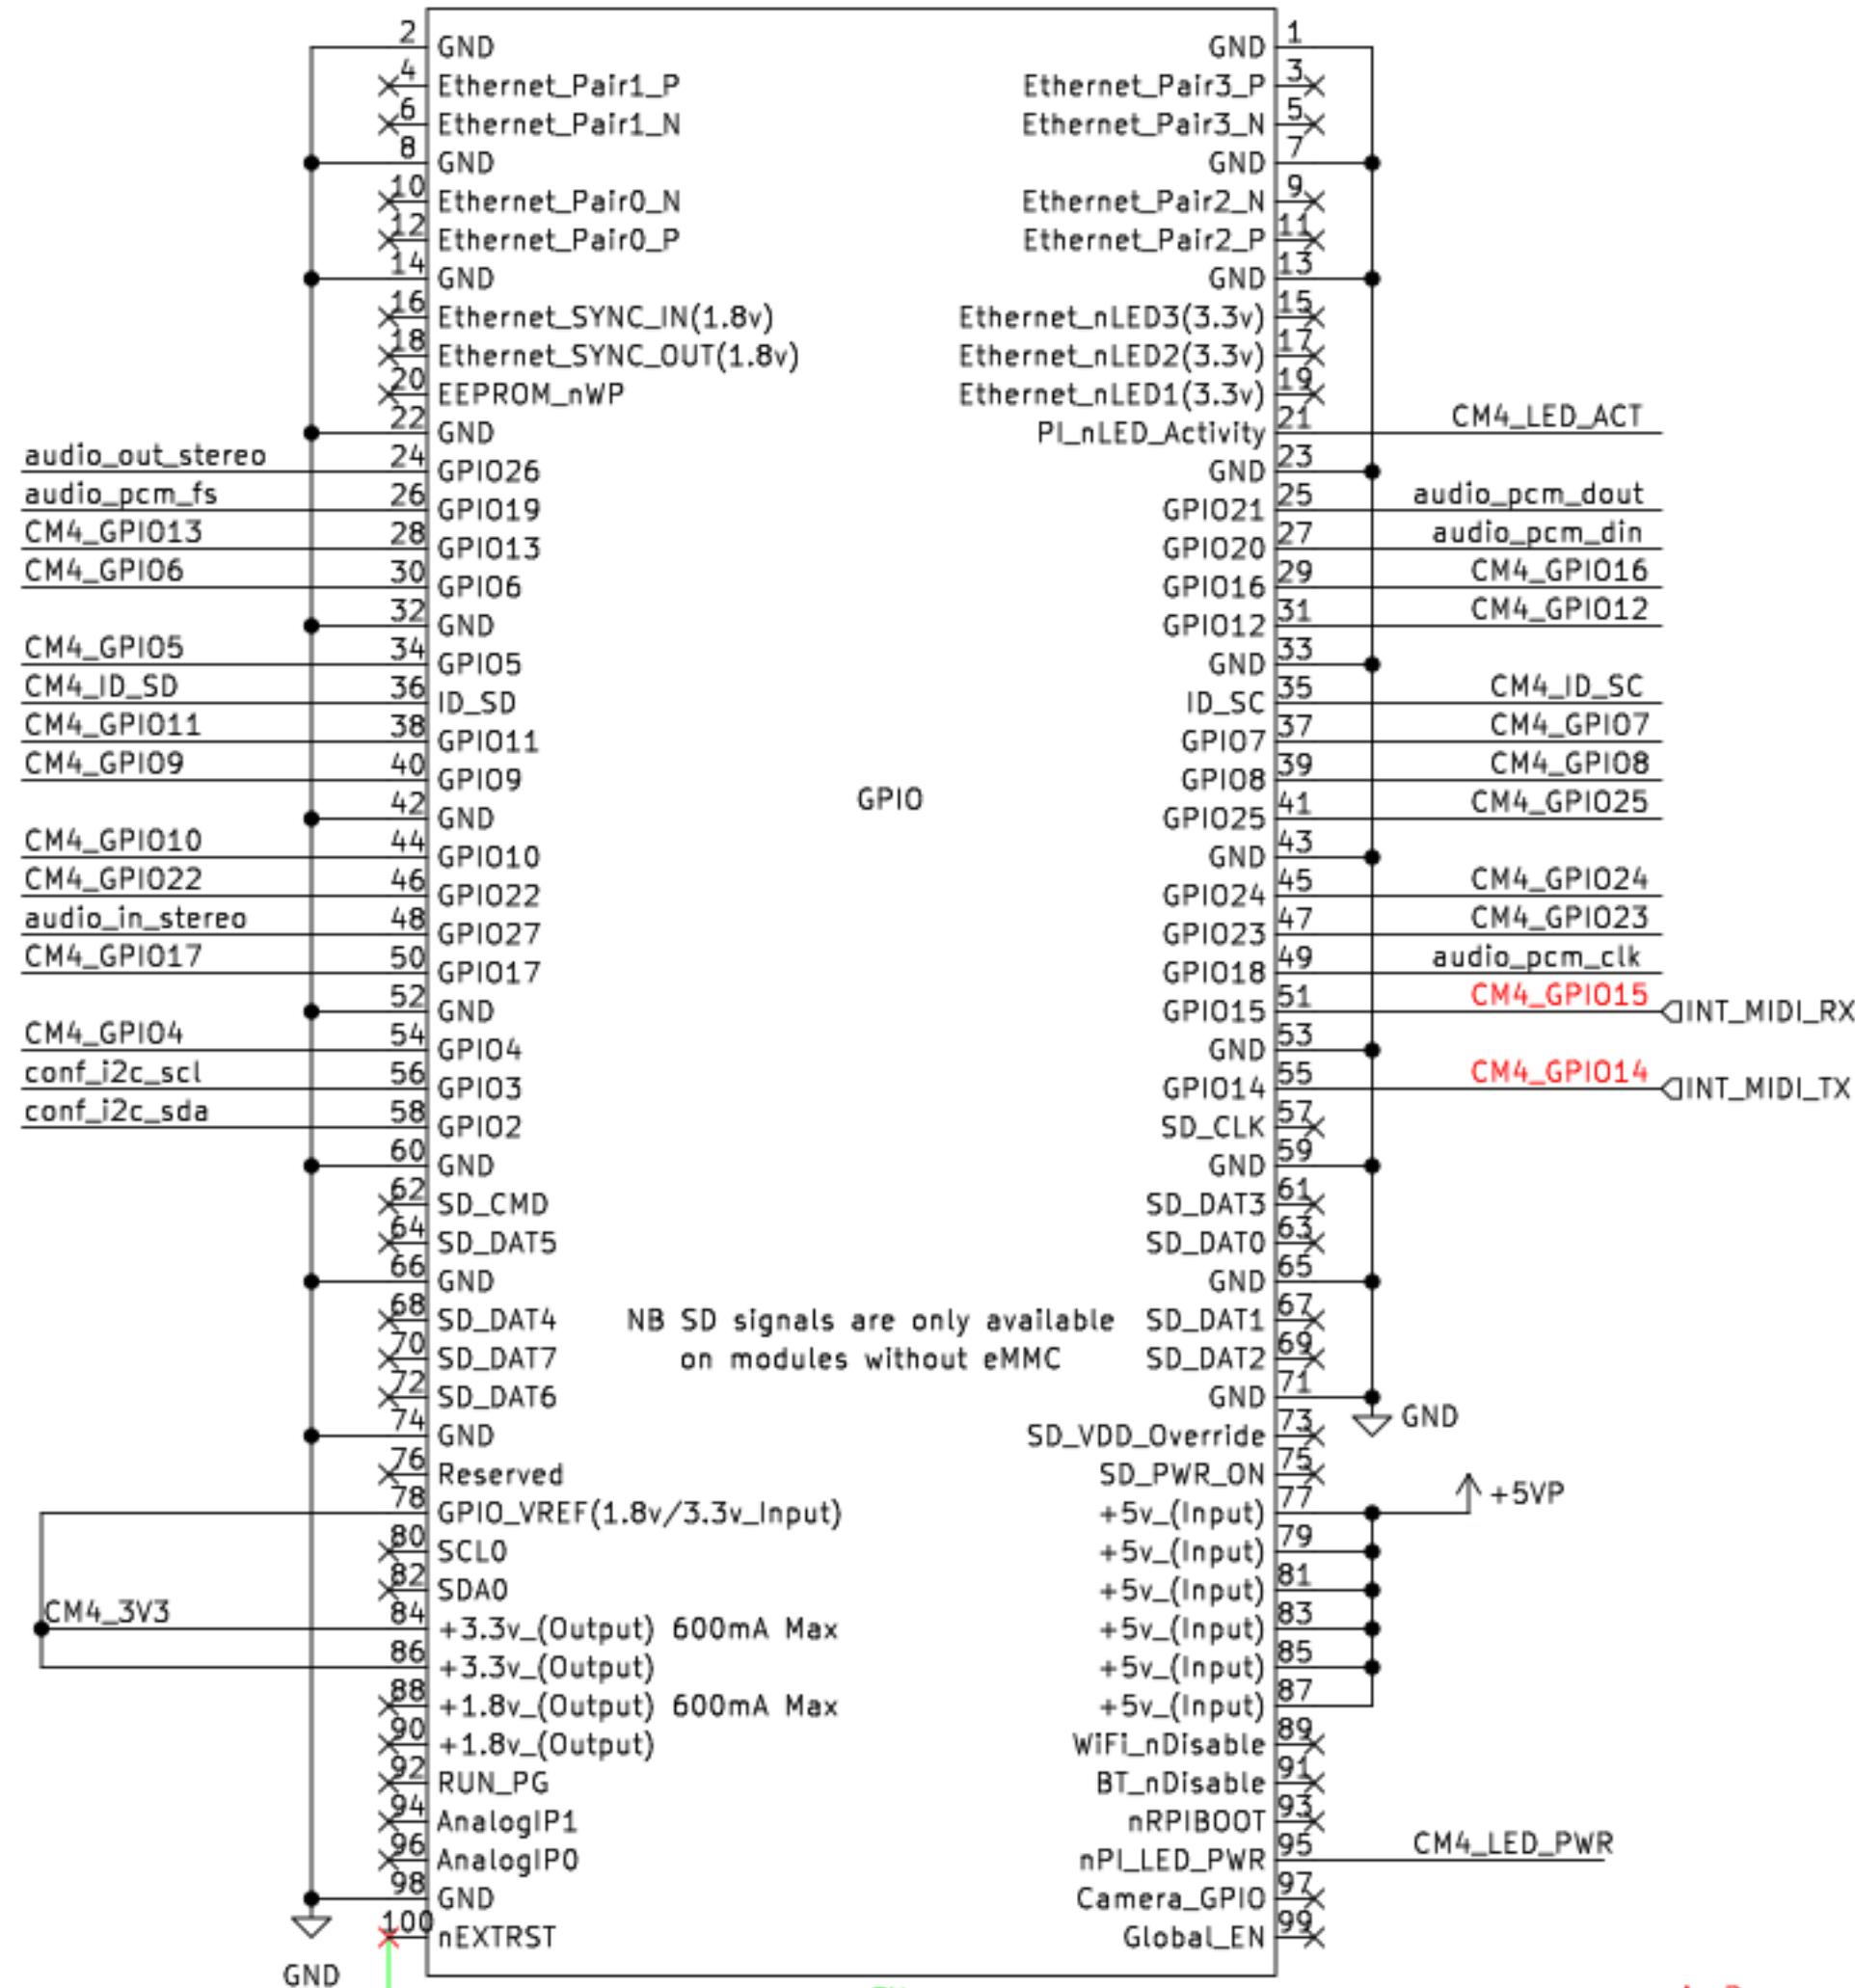 2 GND GND 1
4 Ethernet_Pair1_P Ethernet_Pair3_P 3
6 Ethernet_Pair1_N Ethernet_Pair3_N 5
8 GND GND 7
10 Ethernet_Pair0_N Ethernet_Pair2_N 9
12 Ethernet_Pair0_P Ethernet_Pair2_P 11
14 GND GND 13
16 Ethernet_SYNC_IN(1.8v) Ethernet_nLED3(3.3v) 15
18 Ethernet_SYNC_OUT(1.8v) Ethernet_nLED2(3.3v) 17
20 EEPROM_nWP Ethernet_nLED1(3.3v) 19
22 GND PI_nLED_Activity 21 CM4_LED_ACT
audio_out_stereo 24 GPIO26 GND 23
audio_pcm_fs 26 GPIO19 GPIO21 25 audio_pcm_dout
CM4_GPIO13 28 GPIO13 GPIO20 27 audio_pcm_din
CM4_GPIO6 30 GPIO6 GPIO16 29 CM4_GPIO16
32 GND GPIO12 31 CM4_GPIO12
CM4_GPIO5 34 GPIO5 GND 33
CM4_ID_SD 36 ID_SD ID_SC 35 CM4_ID_SC
CM4_GPIO11 38 GPIO11 GPIO7 37 CM4_GPIO7
CM4_GPIO9 40 GPIO9 GPIO8 39 CM4_GPIO8
GPIO
42 GND GPIO25 41 CM4_GPIO25
CM4_GPIO10 44 GPIO10 GND 43
CM4_GPIO22 46 GPIO22 GPIO24 45 CM4_GPIO24
audio_in_stereo 48 GPIO27 GPIO23 47 CM4_GPIO23
CM4_GPIO17 50 GPIO17 GPIO18 49 audio_pcm_clk
52 GND GPIO15 51 CM4_GPIO15 INT_MIDI_RX
CM4_GPIO4 54 GPIO4 GND 53
conf_i2c_scl 56 GPIO3 GPIO14 55 CM4_GPIO14 INT_MIDI_TX
conf_i2c_sda 58 GPIO2 SD_CLK 57
60 GND GND 59
62 SD_CMD SD_DAT3 61
64 SD_DAT5 SD_DAT0 63
66 GND GND 65
68 SD_DAT4 NB SD signals are only available SD_DAT1 67
70 SD_DAT7 on modules without eMMC SD_DAT2 69
72 SD_DAT6 GND 71 GND
74 GND SD_VDD_Override 73
76 Reserved SD_PWR_ON 75
78 GPIO_VREF(1.8v/3.3v_Input) +5v_(Input) 77 +5VP
80 SCL0 +5v_(Input) 79
82 SDA0 +5v_(Input) 81
CM4_3V3 84 +3.3v_(Output) 600mA Max +5v_(Input) 83
86 +3.3v_(Output) +5v_(Input) 85
88 +1.8v_(Output) 600mA Max +5v_(Input) 87
90 +1.8v_(Output) WiFi_nDisable 89
92 RUN_PG BT_nDisable 91
94 AnalogIP1 nRPIBOOT 93
96 AnalogIP0 nPI_LED_PWR 95 CM4_LED_PWR
98 GND Camera_GPIO 97
100 nEXTRST Global_EN 99
GND